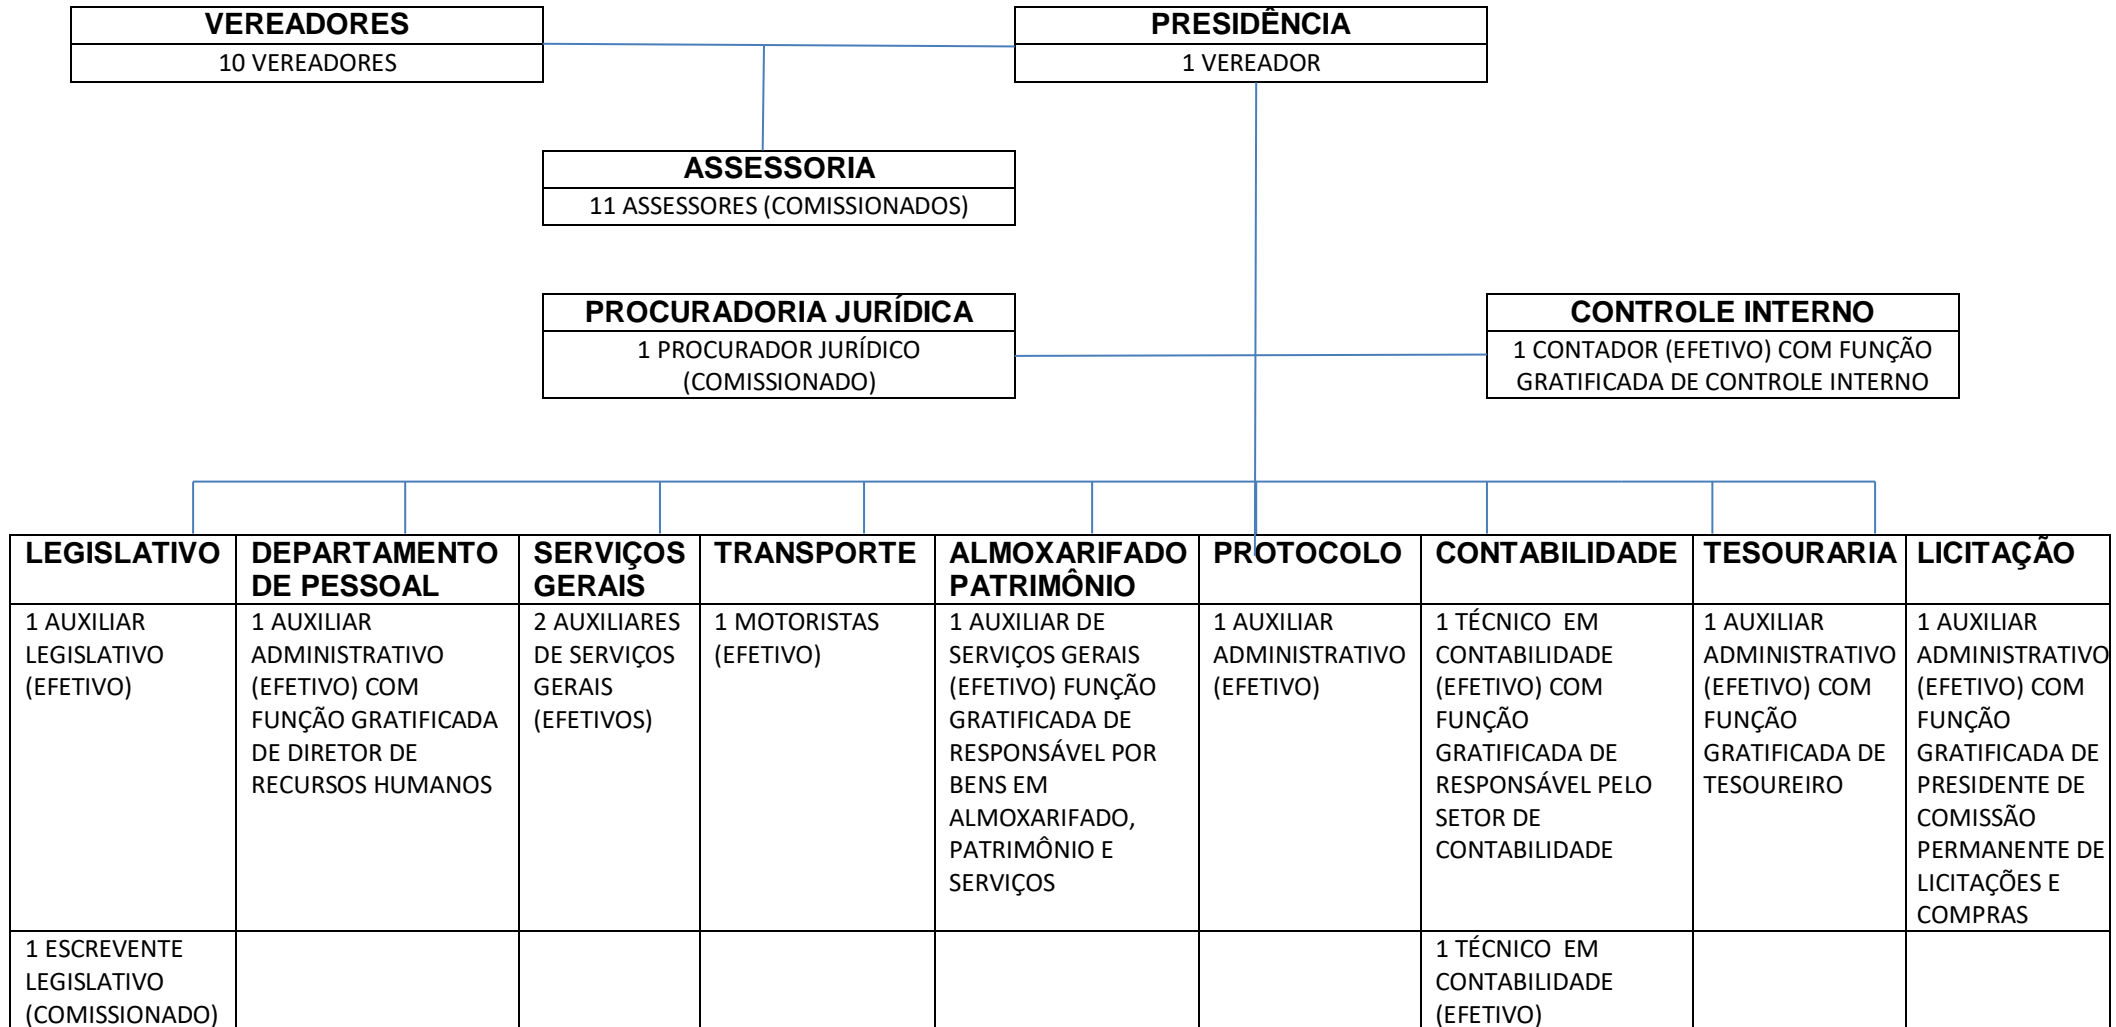 VEREADORES
10 VEREADORES
PRESIDÊNCIA
1 VEREADOR
ASSESSORIA
11 ASSESSORES (COMISSIONADOS)
PROCURADORIA JURÍDICA
1 PROCURADOR JURÍDICO
(COMISSIONADO)
CONTROLE INTERNO
1 CONTADOR (EFETIVO) COM FUNÇÃO
GRATIFICADA DE CONTROLE INTERNO
LEGISLATIVO
1 AUXILIAR
LEGISLATIVO
(EFETIVO)
1 ESCREVENTE
LEGISLATIVO
(COMISSIONADO)
DEPARTAMENTO
DE PESSOAL
1 AUXILIAR
ADMINISTRATIVO
(EFETIVO) COM
FUNÇÃO GRATIFICADA
DE DIRETOR DE
RECURSOS HUMANOS
SERVIÇOS
GERAIS
2 AUXILIARES
DE SERVIÇOS
GERAIS
(EFETIVOS)
TRANSPORTE
1 MOTORISTAS
(EFETIVO)
ALMOXARIFADO
PATRIMÔNIO
1 AUXILIAR DE
SERVIÇOS GERAIS
(EFETIVO) FUNÇÃO
GRATIFICADA DE
RESPONSÁVEL POR
BENS EM
ALMOXARIFADO,
PATRIMÔNIO E
SERVIÇOS
PROTOCOLO
1 AUXILIAR
ADMINISTRATIVO
(EFETIVO)
CONTABILIDADE
1 TÉCNICO  EM
CONTABILIDADE
(EFETIVO) COM
FUNÇÃO
GRATIFICADA DE
RESPONSÁVEL PELO
SETOR DE
CONTABILIDADE
1 TÉCNICO  EM
CONTABILIDADE
(EFETIVO)
TESOURARIA
1 AUXILIAR
ADMINISTRATIVO
(EFETIVO) COM
FUNÇÃO
GRATIFICADA DE
TESOUREIRO
LICITAÇÃO
1 AUXILIAR
ADMINISTRATIVO
(EFETIVO) COM
FUNÇÃO
GRATIFICADA DE
PRESIDENTE DE
COMISSÃO
PERMANENTE DE
LICITAÇÕES E
COMPRAS